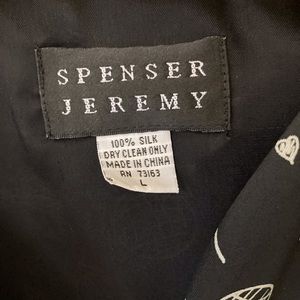 SPENSER
JEREMY
100% SILK
DRY CLEAN ONLY
MADE IN CHINA
RN 73163
L